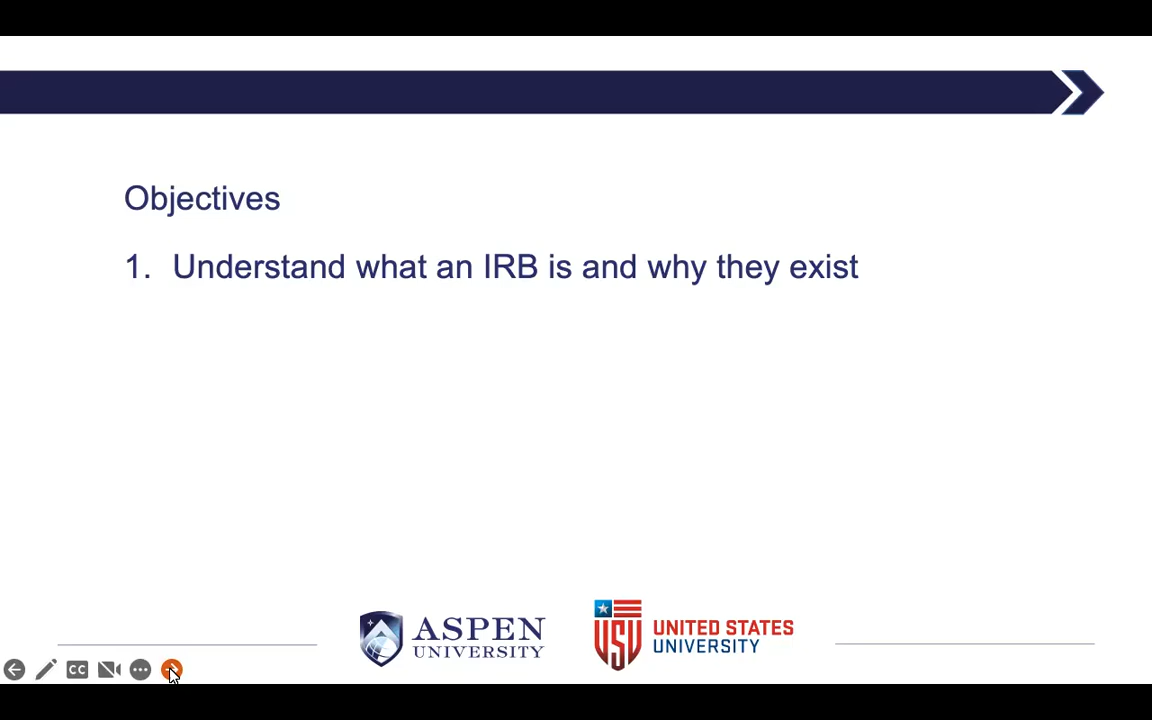 Objectives
1. Understand what an IRB is and why they exist
ASPEN
UNIVERSITY
USU
UNITED STATES
UNIVERSITY
CC